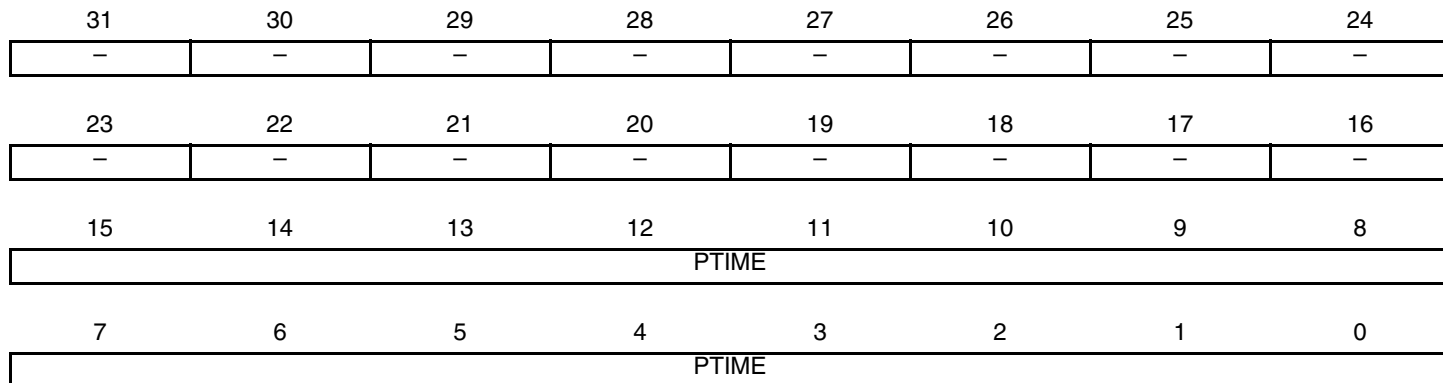 31 30 29 28 27 26 25 24
– – – – – – – –
23 22 21 20 19 18 17 16
– – – – – – – –
15 14 13 12 11 10 9 8
PTIME
7 6 5 4 3 2 1 0
PTIME